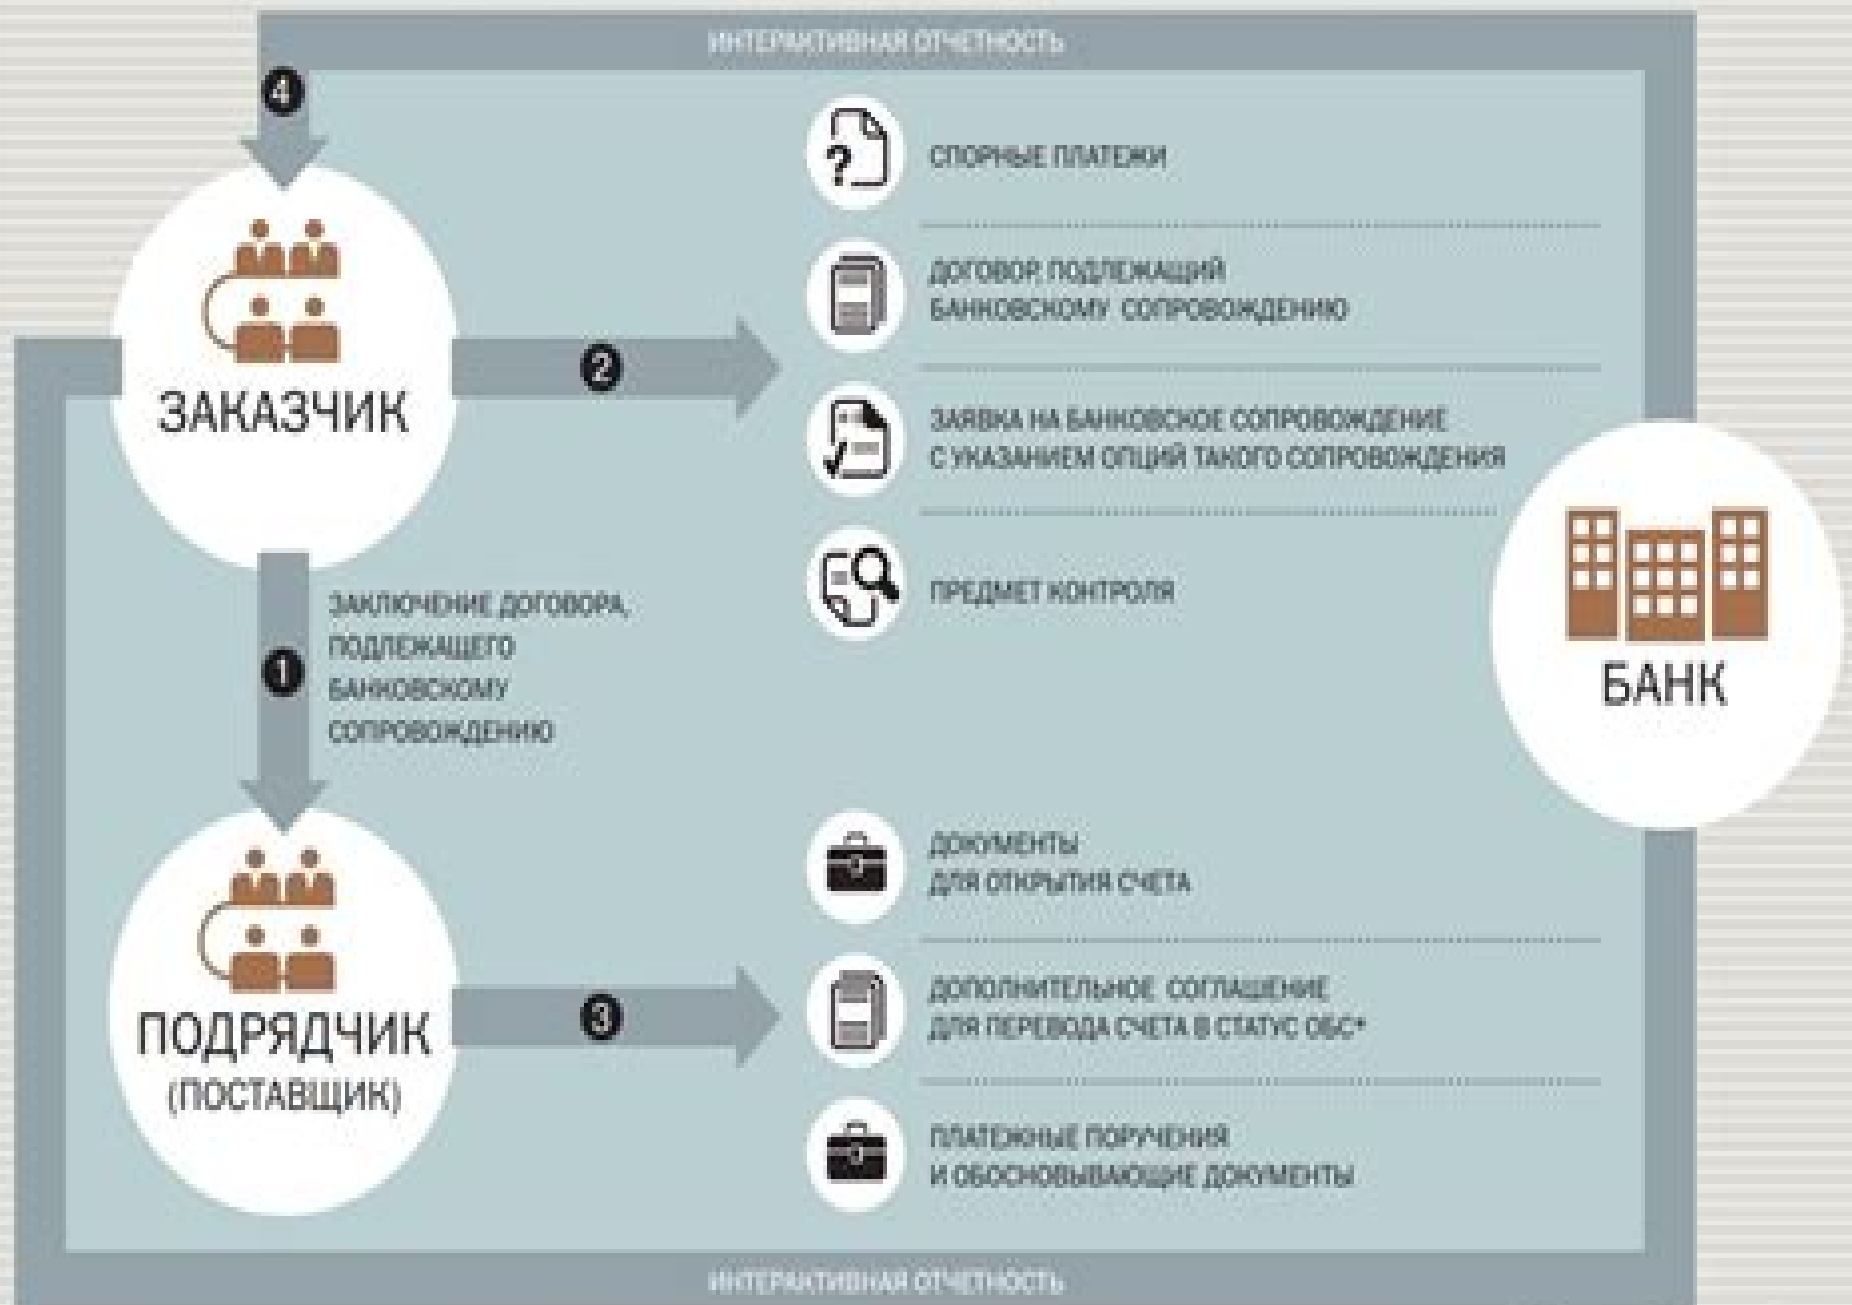 ИНТЕРАКТИВНАЯ ОТЧЕТНОСТЬ
4
СПОРНЫЕ ПЛАТЕЖИ
ДОГОВОР, ПОДЛЕЖАЩИЙ
БАНКОВСКОМУ СОПРОВОЖДЕНИЮ
ЗАКАЗЧИК
2
ЗАЯВКА НА БАНКОВСКОЕ СОПРОВОЖДЕНИЕ
С УКАЗАНИЕМ ОПЦИЙ ТАКОГО СОПРОВОЖДЕНИЯ
ПРЕДМЕТ КОНТРОЛЯ
БАНК
1
ЗАКЛЮЧЕНИЕ ДОГОВОРА,
ПОДЛЕЖАЩЕГО
БАНКОВСКОМУ
СОПРОВОЖДЕНИЮ
ДОКУМЕНТЫ
ДЛЯ ОТКРЫТИЯ СЧЕТА
ПОДРЯДЧИК
(ПОСТАВЩИК)
3
ДОПОЛНИТЕЛЬНОЕ СОГЛАШЕНИЕ
ДЛЯ ПЕРЕВОДА СЧЕТА В СТАТУС ОБС*
ПЛАТЕЖНЫЕ ПОРУЧЕНИЯ
И ОБОСНОВЫВАЮЩИЕ ДОКУМЕНТЫ
ИНТЕРАКТИВНАЯ ОТЧЕТНОСТЬ